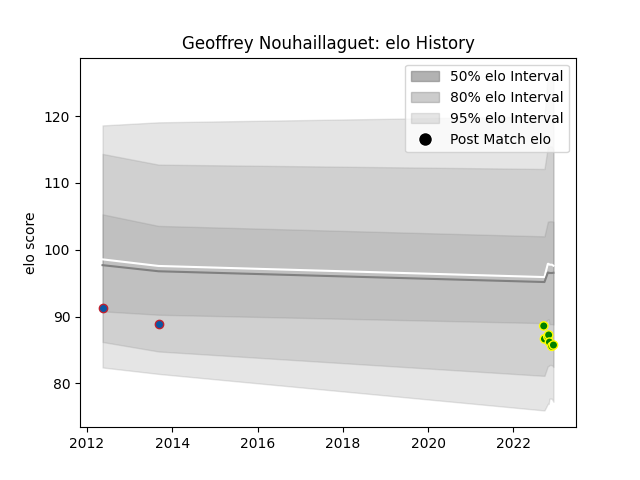 Geoffrey Nouhaillaguet: elo History
50% elo Interval
80% elo Interval
95% elo Interval
Post Match elo
elo score
120
110
100
90
80
2012
2014
2016
2018
2020
2022